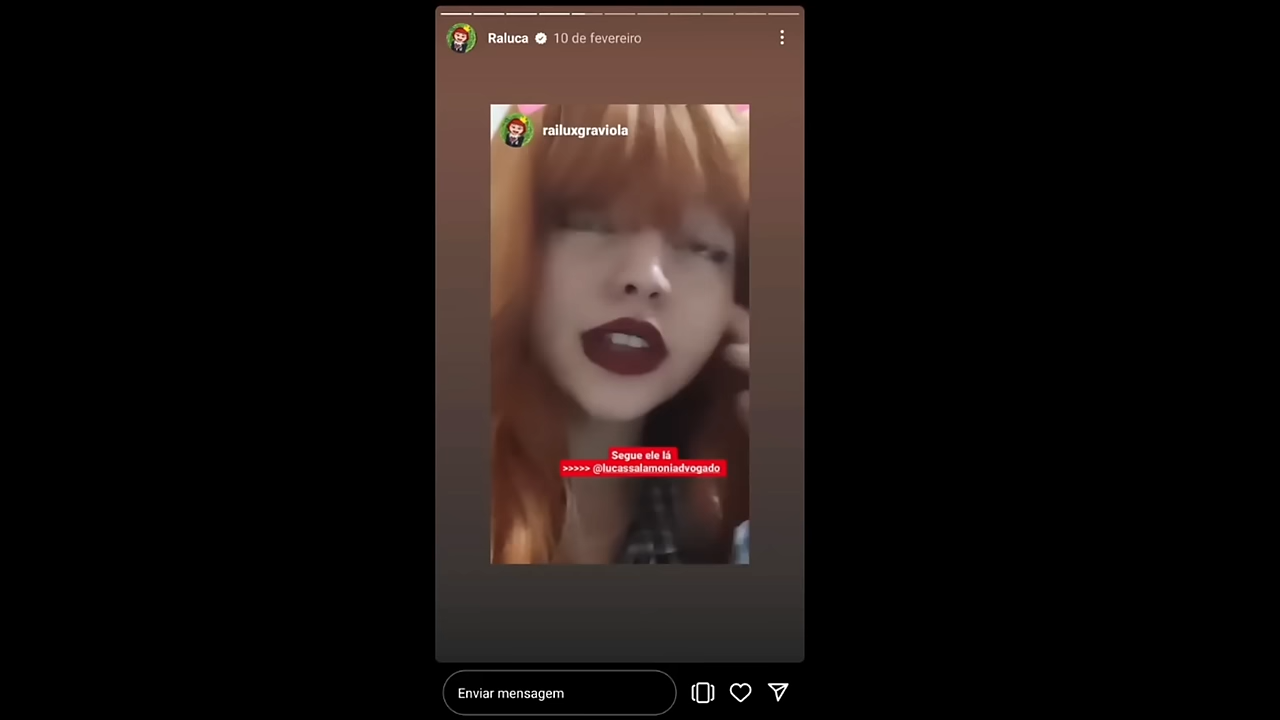 Raluca 10 de fevereiro
railuxgraviola
Segue ele lá
>>>>> @lucassalamoniadvogado
Enviar mensagem